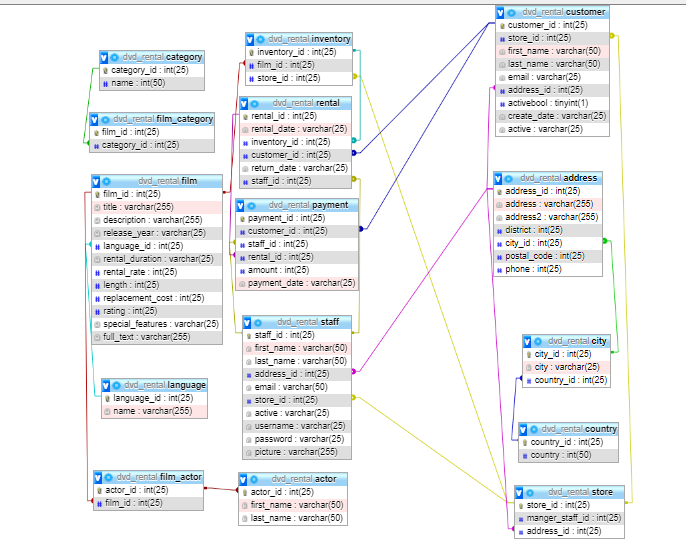 dvd_rental category
category_id : int(25)
name : int(50)
dvd_rental film_category
film_id : int(25)
category_id : int(25)
dvd_rental film
film_id : int(25)
title : varchar(255)
description : varchar(255)
release_year : varchar(25)
language_id : int(25)
rental_duration : varchar(25)
rental_rate : int(25)
length : int(25)
replacement_cost : int(25)
rating : int(25)
special_features : varchar(25)
full_text : varchar(255)
dvd_rental language
language_id : int(25)
name : varchar(255)
dvd_rental film_actor
actor_id : int(25)
film_id : int(25)
dvd_rental inventory
inventory_id : int(25)
film_id : int(25)
store_id : int(25)
dvd_rental rental
rental_id : int(25)
rental_date : varchar(25)
inventory_id : int(25)
customer_id : int(25)
return_date : varchar(25)
staff_id : int(25)
dvd_rental payment
payment_id : int(25)
customer_id : int(25)
staff_id : int(25)
rental_id : int(25)
amount : int(25)
payment_date : varchar(25)
dvd_rental staff
staff_id : int(25)
first_name : varchar(50)
last_name : varchar(50)
address_id : int(25)
email : varchar(50)
store_id : int(25)
active : varchar(25)
username : varchar(25)
password : varchar(25)
picture : varchar(255)
dvd_rental actor
actor_id : int(25)
first_name : varchar(50)
last_name : varchar(50)
dvd_rental customer
customer_id : int(25)
store_id : int(25)
first_name : varchar(50)
last_name : varchar(50)
email : varchar(25)
address_id : int(25)
activebool : tinyint(1)
create_date : varchar(25)
active : varchar(25)
dvd_rental address
address_id : int(25)
address : varchar(255)
address2 : varchar(255)
district : int(25)
city_id : int(25)
postal_code : int(25)
phone : int(25)
dvd_rental city
city_id : int(25)
city : varchar(25)
country_id : int(25)
dvd_rental country
country_id : int(25)
country : int(50)
dvd_rental store
store_id : int(25)
manger_staff_id : int(25)
address_id : int(25)